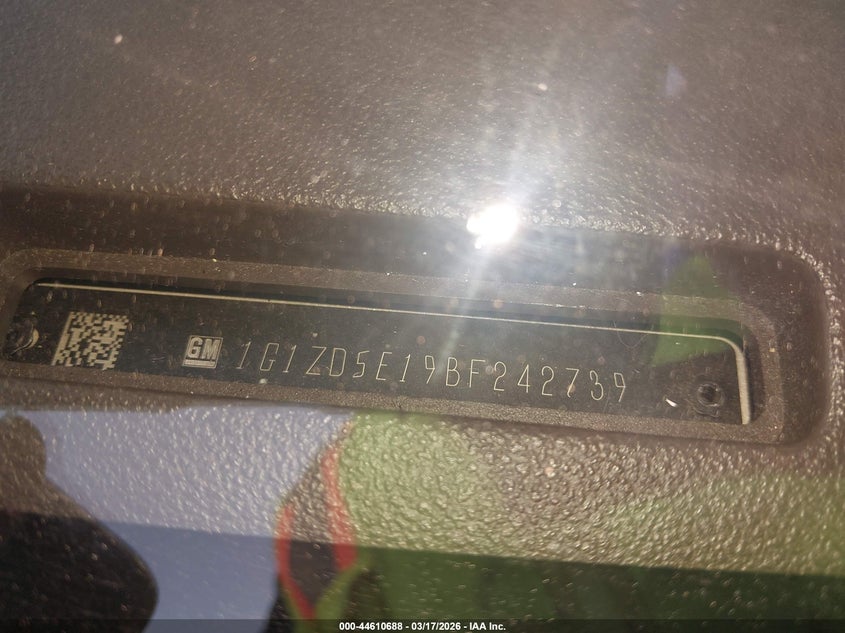 GM 1G1ZD5E19BF242739
000-44610688 - 03/17/2026 - IAA Inc.